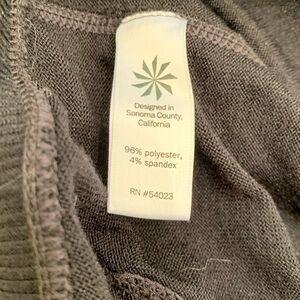 Designed in
Sonoma County,
California
96% polyester,
4% spandex
RN #54023